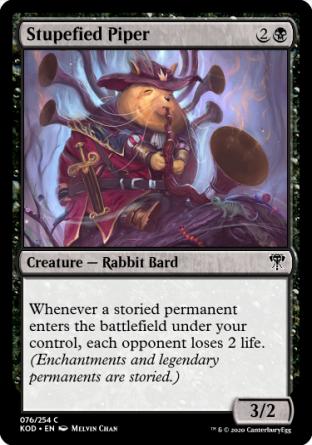 Stupefied Piper 2
Creature — Rabbit Bard
Whenever a storied permanent
enters the battlefield under your
control, each opponent loses 2 life.
(Enchantments and legendary
permanents are storied.)
3/2
076/254 C
KOD • EN Melvin Chan
™ & © 2020 CanterburyEgg